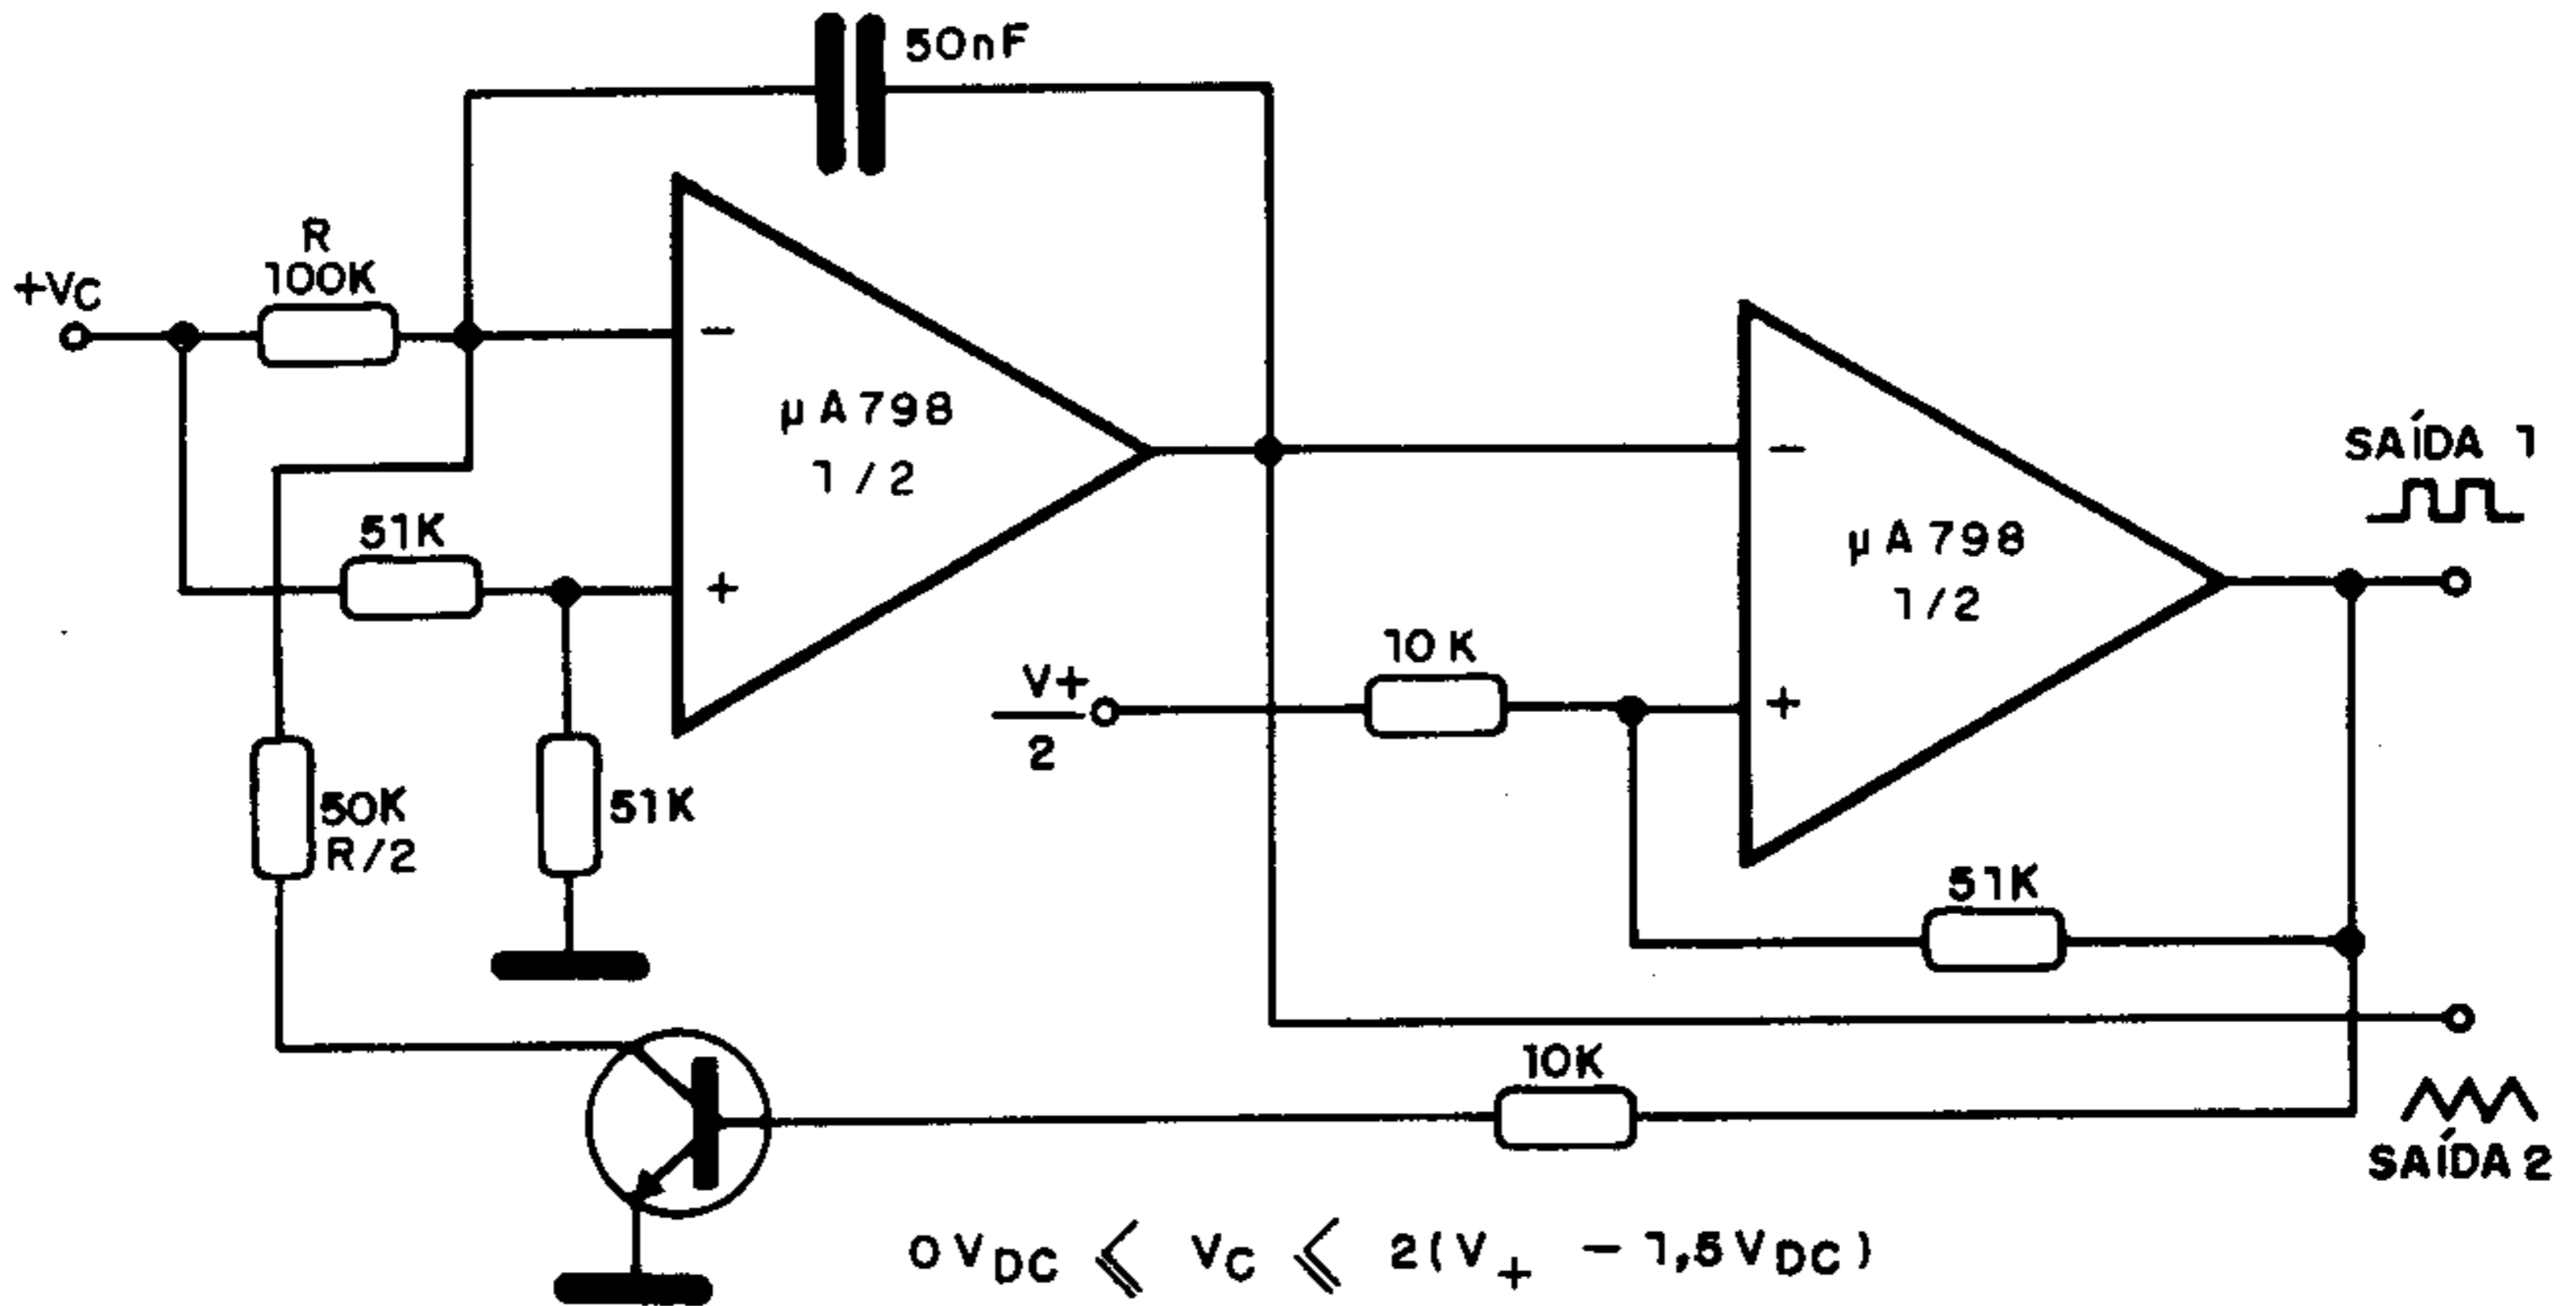 50nF
R
100K
+VC
μA798
1/2
51K
50K
R/2
51K
V+
2
10K
μA798
1/2
SAÍDA 1
51K
10K
SAÍDA 2
0VDC ≤ VC ≤ 2(V+ - 1,5VDC)